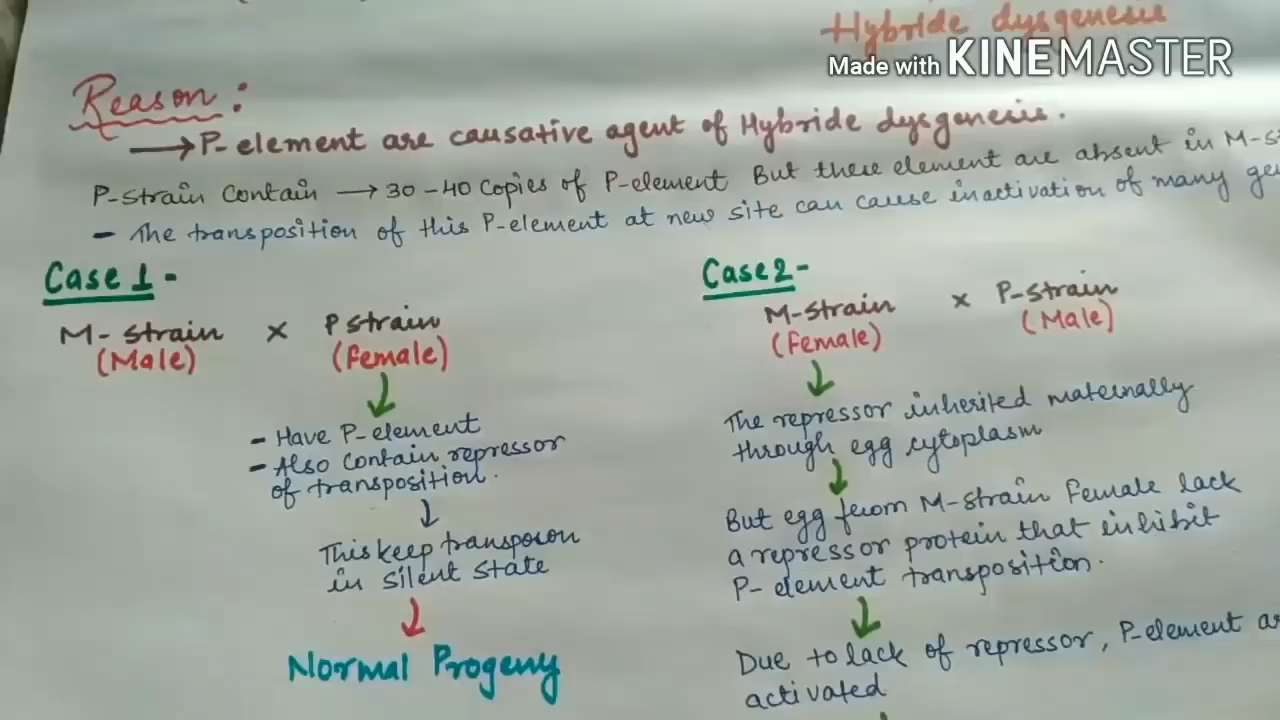 Hybride dysgenesis
Made with KINEMASTER
Reason:
→ P-element are causative agent of Hybride dysgenesis.
P-Strain Contain → 30-40 Copies of P-element But these element are absent in M-s
- The transposition of this P-element at new site can cause inactivation of many ge
Case 1 -
M-Strain x P Strain
(Male) (Female)
- Have P-element
- Also contain repressor
of transposition.
This keep transposon
in silent state
Normal Progeny
Case 2 -
M-Strain x P-Strain
(Female) (Male)
The repressor inherited maternally
through egg cytoplasm
But egg from M-Strain Female lack
a repressor protein that inhibit
P-element transposition.
Due to lack of repressor, P-element a
activated